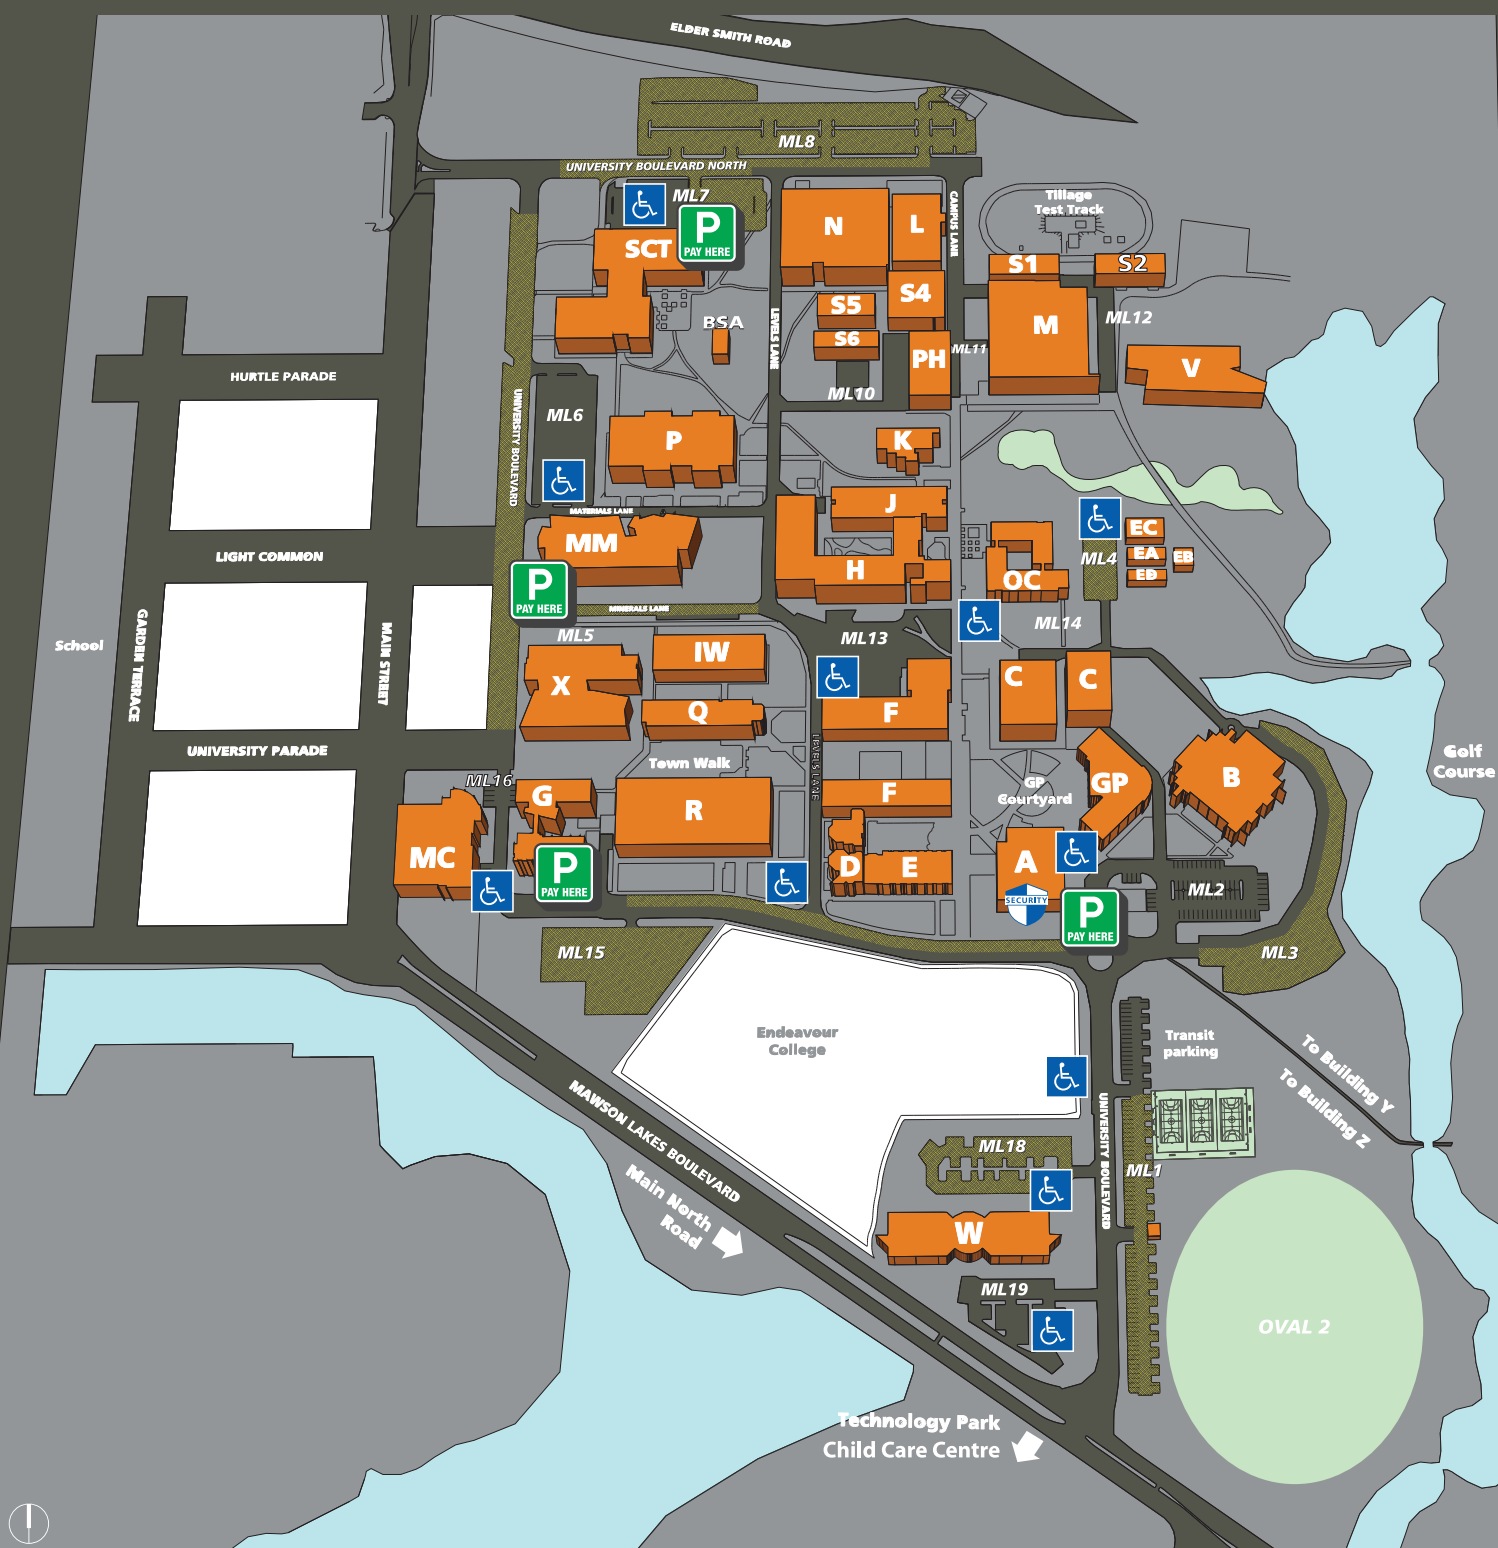 ELDER SMITH ROAD
ML8
UNIVERSITY BOULEVARD NORTH
ML7
P
PAY HERE
SCT
N
L
CAMPUS LANE
Tillage
Test Track
S1
S2
S4
S5
S6
BSA
LEVELS LANE
M
ML12
ML11
PH
V
ML10
HURTLE PARADE
UNIVERSITY BOULEVARD
ML6
P
K
J
MATERIALS LANE
MM
H
OC
ML4
EC
EA
EB
ED
LIGHT COMMON
P
PAY HERE
MINERALS LANE
ML5
ML13
ML14
School
GARDEN TERRACE
MAIN STREET
IW
X
Q
F
C
C
UNIVERSITY PARADE
Town Walk
LEVELS LANE
ML16
G
R
F
GP
Courtyard
GP
B
Golf
Course
MC
P
PAY HERE
D
E
A
SECURITY
P
PAY HERE
ML2
ML15
ML3
Endeavour
College
Transit
parking
To Building Y
To Building Z
MAWSON LAKES BOULEVARD
UNIVERSITY BOULEVARD
ML18
ML1
Main North
Road
W
ML19
OVAL 2
Technology Park
Child Care Centre